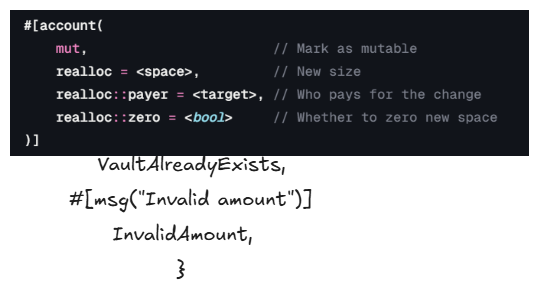 #[account(
mut, // Mark as mutable
realloc = <space>, // New size
realloc::payer = <target>, // Who pays for the change
realloc::zero = <bool> // Whether to zero new space
)]
VaultAlreadyExists,
#[msg("Invalid amount")]
InvalidAmount,
}